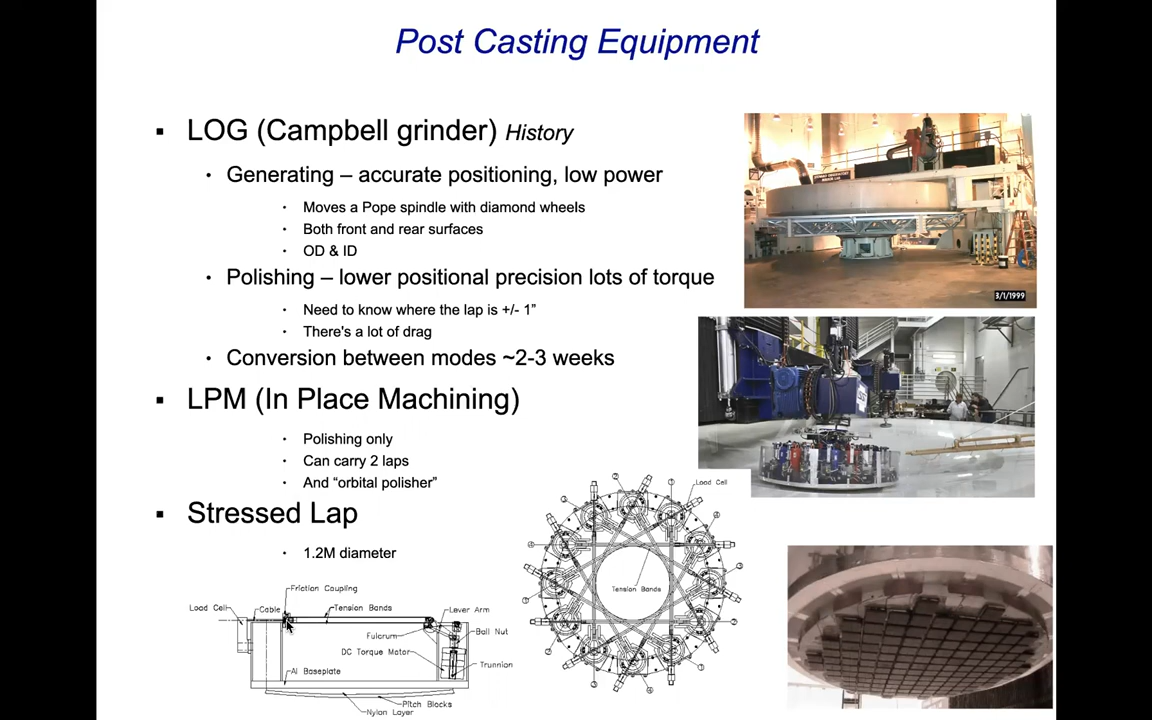 Post Casting Equipment
LOG (Campbell grinder) History
Generating – accurate positioning, low power
Moves a Pope spindle with diamond wheels
Both front and rear surfaces
OD & ID
Polishing – lower positional precision lots of torque
Need to know where the lap is +/- 1”
There's a lot of drag
Conversion between modes ~2-3 weeks
LPM (In Place Machining)
Polishing only
Can carry 2 laps
And “orbital polisher”
Stressed Lap
1.2M diameter
3/1/1999
Load Cell
Tension Bands
Friction Coupling
Load Cell
Cable
Tension Bands
Lever Arm
Fulcrum
Ball Nut
DC Torque Motor
Trunnion
Al Baseplate
Pitch Blocks
Nylon Layer